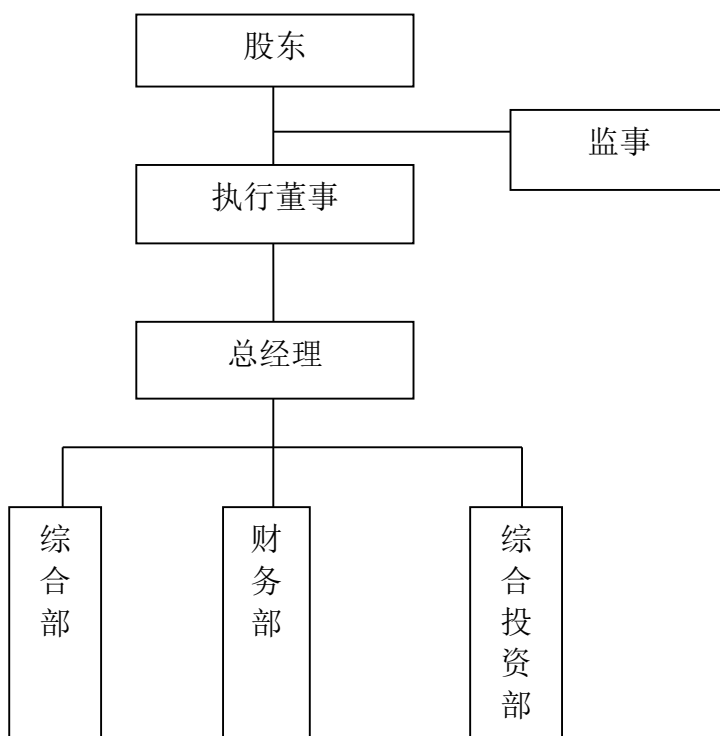 股东
监事
执行董事
总经理
综合部
财务部
综合投资部